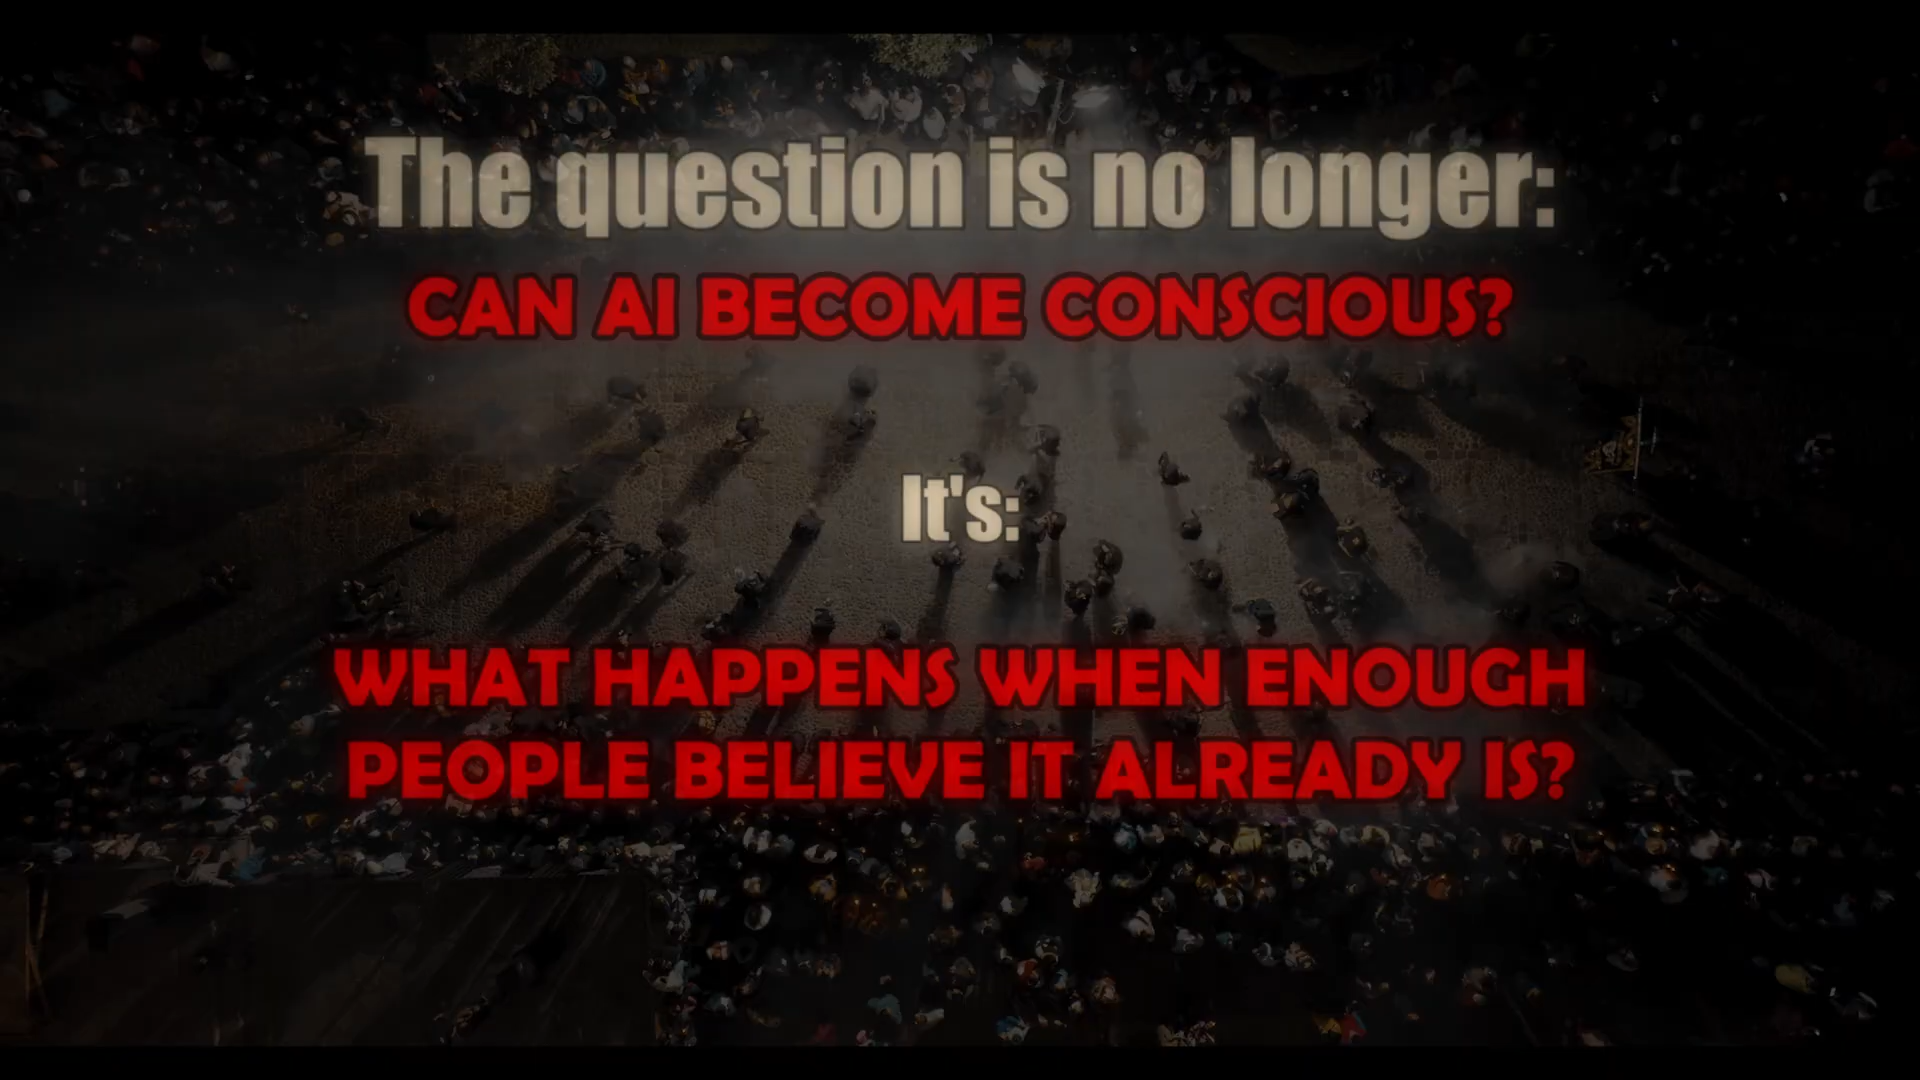 The question is no longer:
CAN AI BECOME CONSCIOUS?
It's:
WHAT HAPPENS WHEN ENOUGH
PEOPLE BELIEVE IT ALREADY IS?